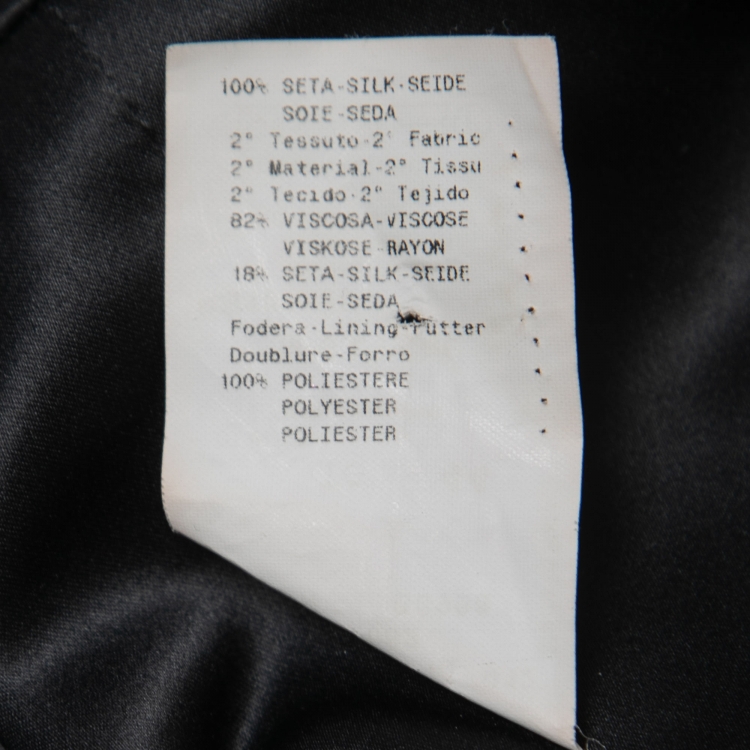 100% SETA-SILK-SEIDE
SOIE-SEDA
2° Tessuto-2° Fabric
2° Material-2° Tissu
2° Tecido-2° Tejido
82% VISCOSA-VISCOSE
VISKOSE-RAYON
18% SETA-SILK-SEIDE
SOIE-SEDA
Fodera-Lining-Futter
Doublure-Forro
100% POLIESTERE
POLYESTER
POLIESTER